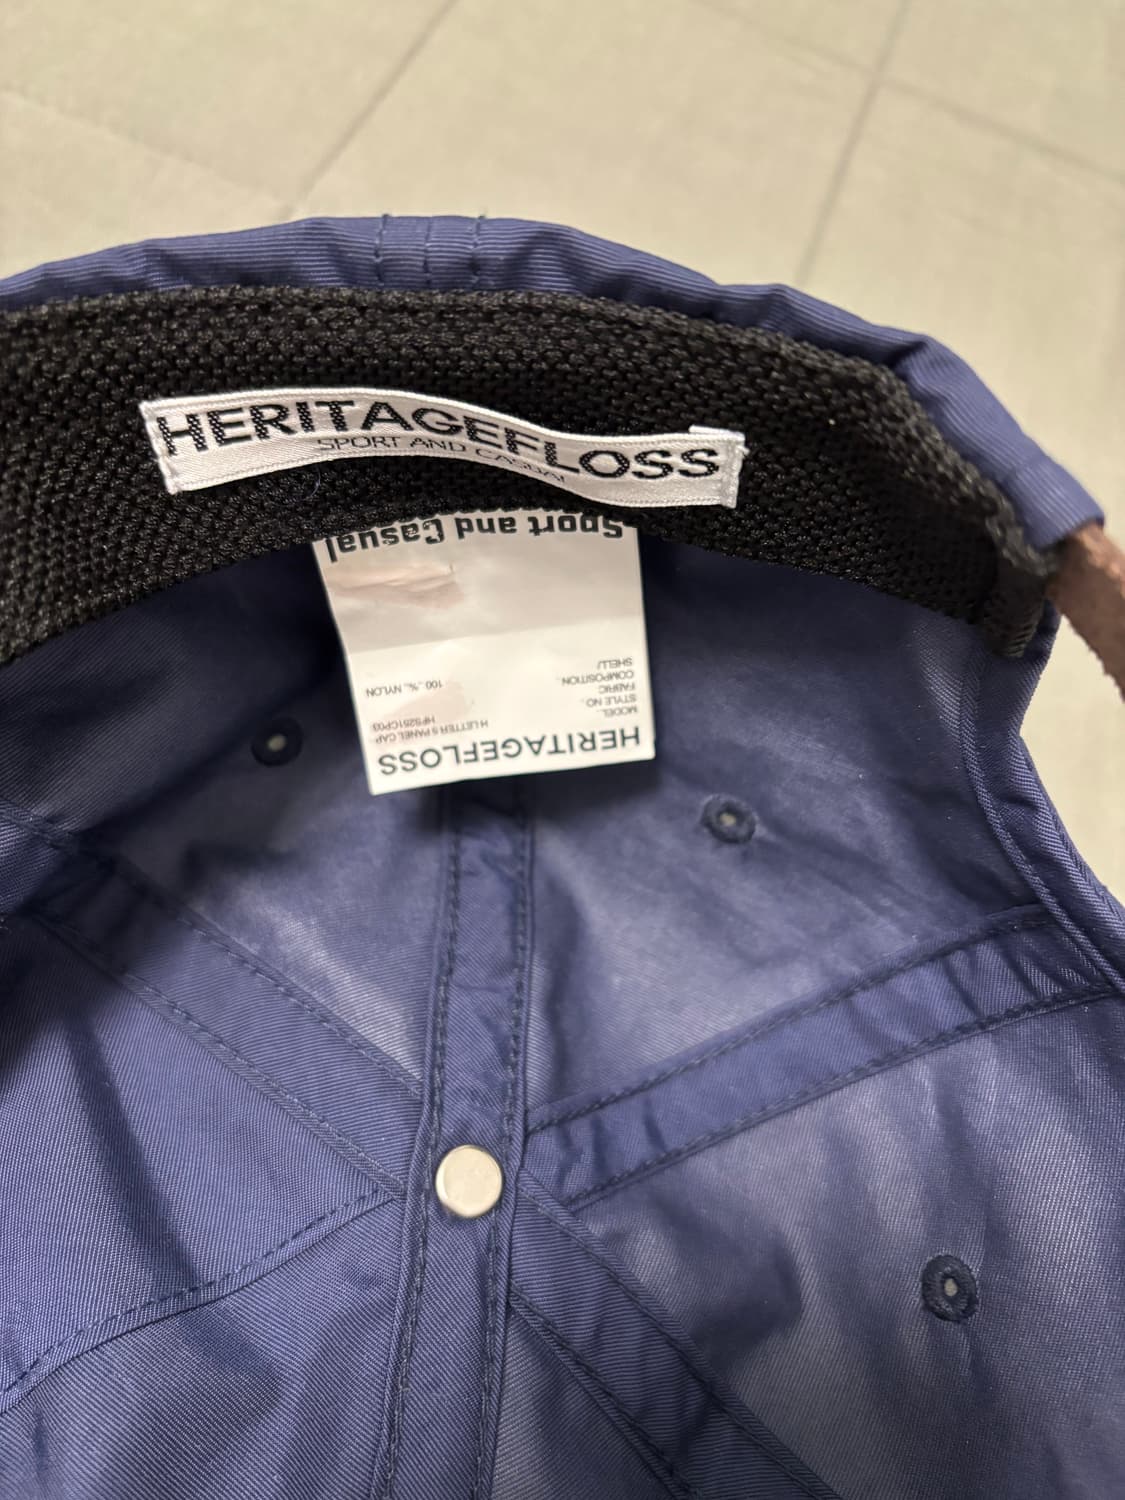 HERITAGEFLOSS
SPORT AND CASUAL
Sport and Casual
HERITAGEFLOSS
MODEL. H LETTER 5 PANEL CAP
STYLE NO. HPS251CP03
FABRIC
COMPOSITION.
SHELL/ 100.%. NYLON